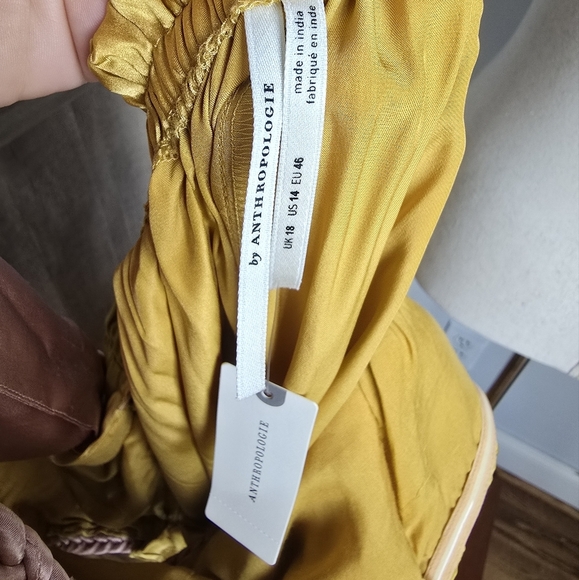 by ANTHROPOLOGIE
made in india
fabriqué en inde
UK 18 US 14 EU 46
ANTHROPOLOGIE